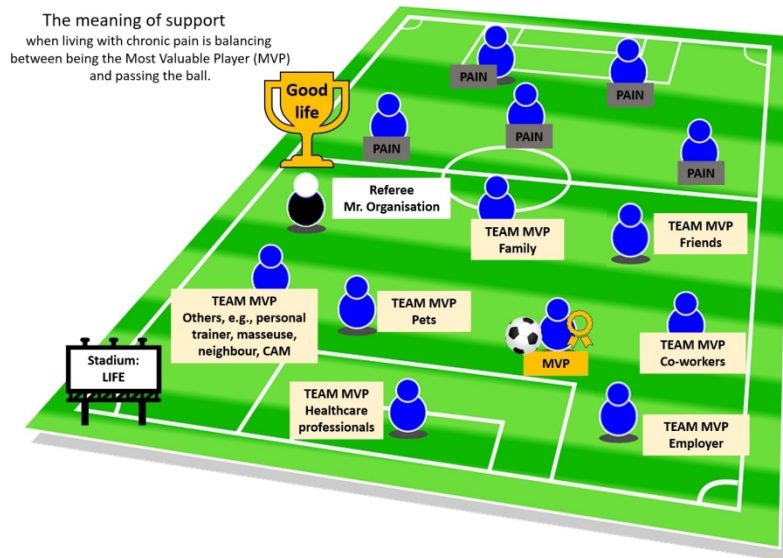 The meaning of support
when living with chronic pain is balancing
between being the Most Valuable Player (MVP)
and passing the ball.
PAIN
PAIN
Good
life
PAIN
PAIN
PAIN
Referee
Mr. Organisation
TEAM MVP
Family
TEAM MVP
Friends
TEAM MVP
Others, e.g., personal
trainer, masseuse,
neighbour, CAM
TEAM MVP
Pets
MVP
TEAM MVP
Co-workers
Stadium:
LIFE
TEAM MVP
Healthcare
professionals
TEAM MVP
Employer